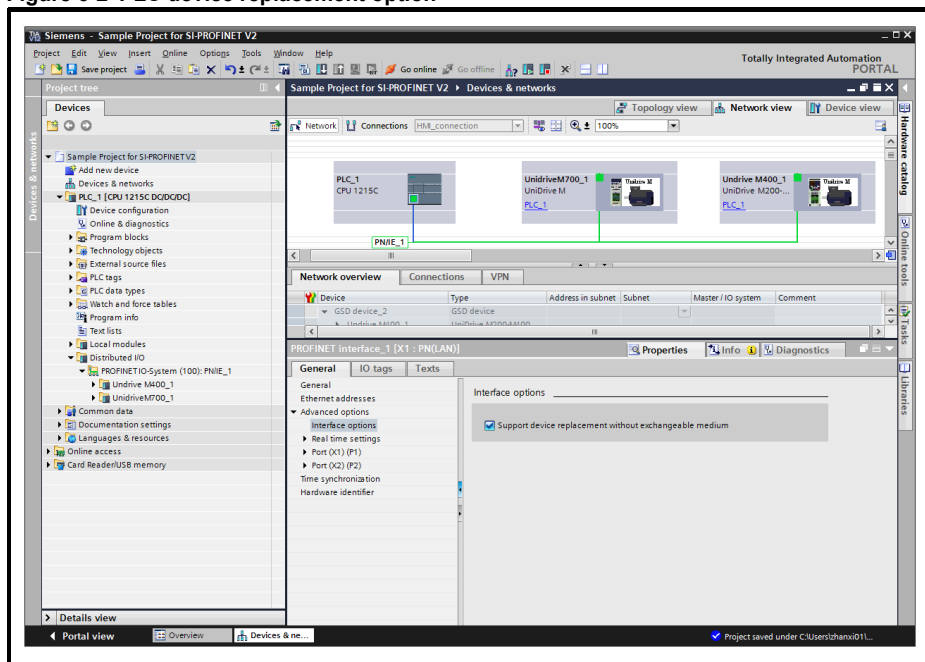 Siemens - Sample Project for SI-PROFINET V2
Project Edit View Insert Online Options Tools Window Help
Save project Go online Go offline
Totally Integrated Automation
PORTAL
Project tree
Sample Project for SI-PROFINET V2 Devices & networks
Devices
Topology view Network view Device view
Network Connections HMI_connection 100%
Sample Project for SI-PROFINET V2
Add new device
Devices & networks
PLC_1 [CPU 1215C DC/DC/DC]
Device configuration
Online & diagnostics
Program blocks
Technology objects
External source files
PLC tags
PLC data types
Watch and force tables
Program info
Text lists
Local modules
Distributed I/O
PROFINET IO-System (100): PN/IE_1
Undrive M400_1
UnidriveM700_1
Common data
Documentation settings
Languages & resources
Online access
Card Reader/USB memory
Details view
Devices & networks
PLC_1
CPU 1215C
UnidriveM700_1
UniDrive M
PLC_1
Unidrive M
Undrive M400_1
UniDrive M200-...
PLC_1
Unidrive M
PN/IE_1
Network overview Connections VPN
Device Type Address in subnet Subnet Master / IO system Comment
GSD device_2 GSD device
PROFINET interface_1 [X1 : PN(LAN)]
Properties Info Diagnostics
General IO tags Texts
General
Ethernet addresses
Advanced options
Interface options
Real time settings
Port (X1) (P1)
Port (X2) (P2)
Time synchronization
Hardware identifier
Interface options
Support device replacement without exchangeable medium
Hardware catalog
Online tools
Tasks
Libraries
Portal view Overview Devices & ne...
Project saved under C:\Users\zhanxi01\...